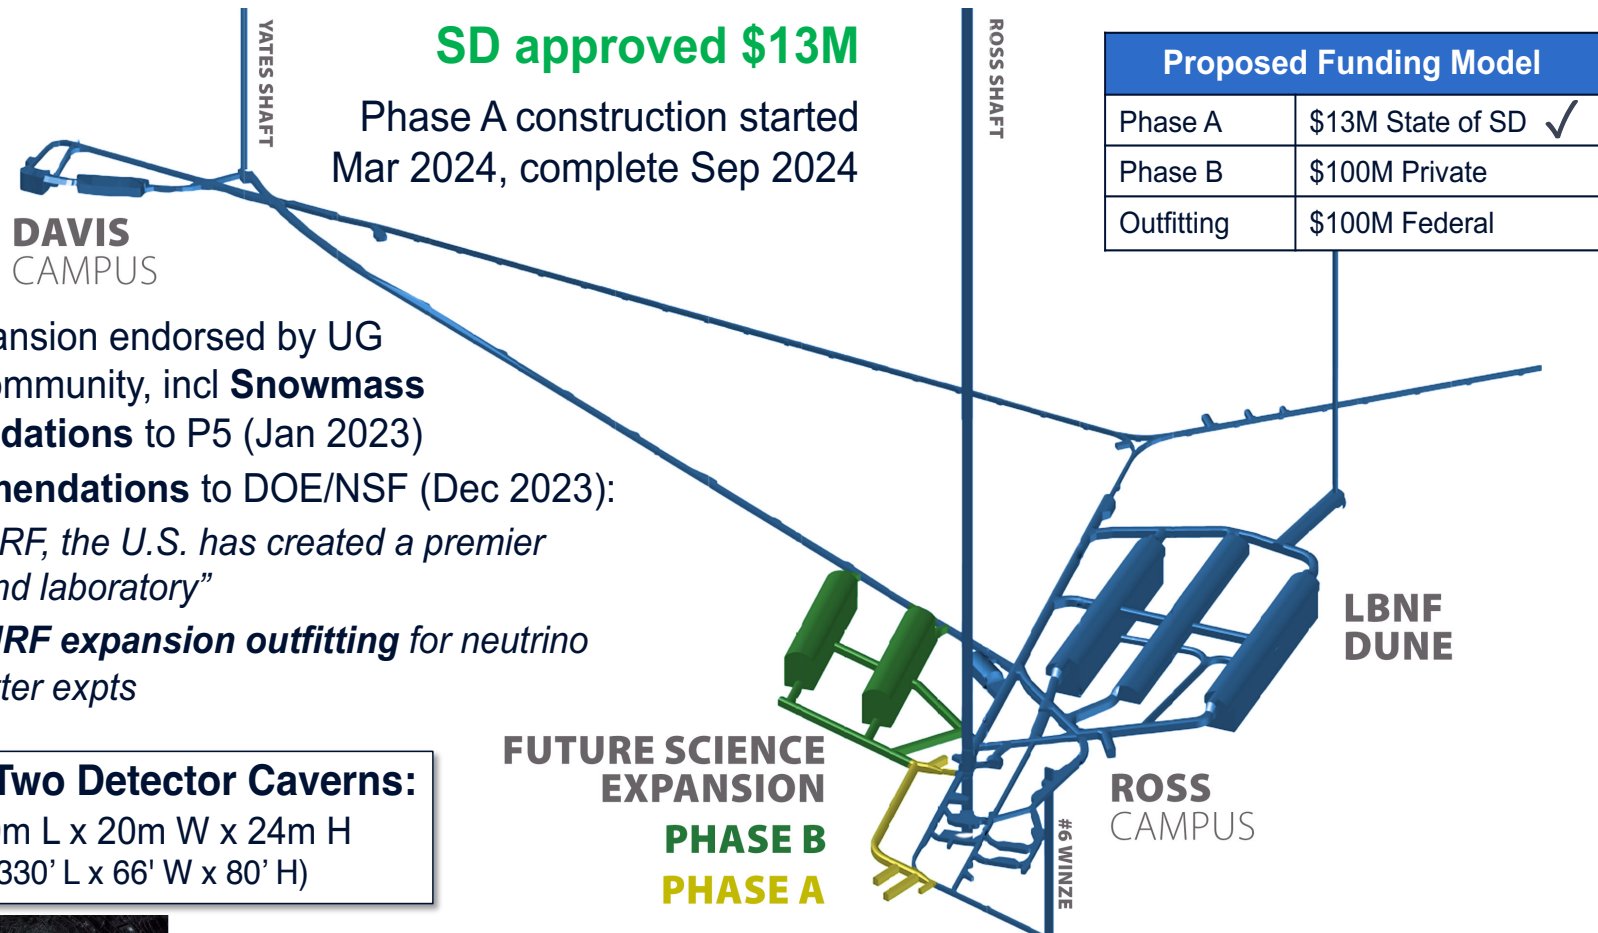 YATES SHAFT
SD approved $13M
Phase A construction started
Mar 2024, complete Sep 2024
ROSS SHAFT
Proposed Funding Model
Phase A $13M State of SD ✓
Phase B $100M Private
Outfitting $100M Federal
DAVIS
CAMPUS
ansion endorsed by UG
mmunity, incl Snowmass
dations to P5 (Jan 2023)
mendations to DOE/NSF (Dec 2023):
RF, the U.S. has created a premier
nd laboratory”
URF expansion outfitting for neutrino
tter expts
LBNF
DUNE
Two Detector Caverns:
m L x 20m W x 24m H
330’ L x 66' W x 80’ H)
FUTURE SCIENCE
EXPANSION
PHASE B
PHASE A
ROSS
CAMPUS
#6 WINZE